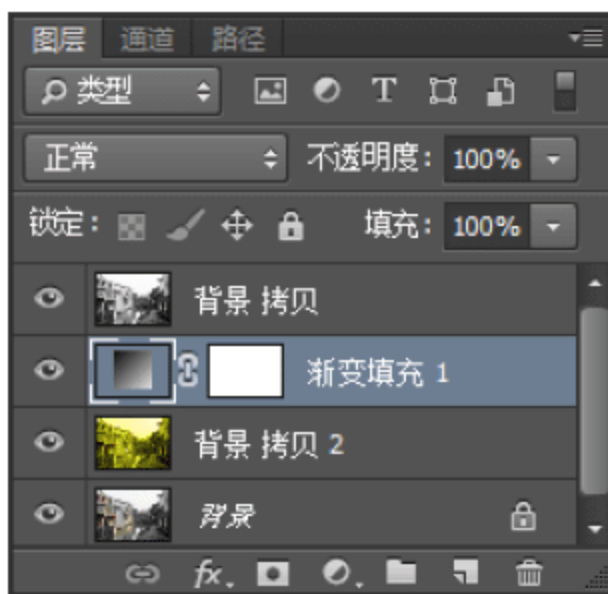 图层 通道 路径
类型 T
正常 不透明度: 100%
锁定: 填充: 100%
背景 拷贝
渐变填充 1
背景 拷贝 2
背景
fx.